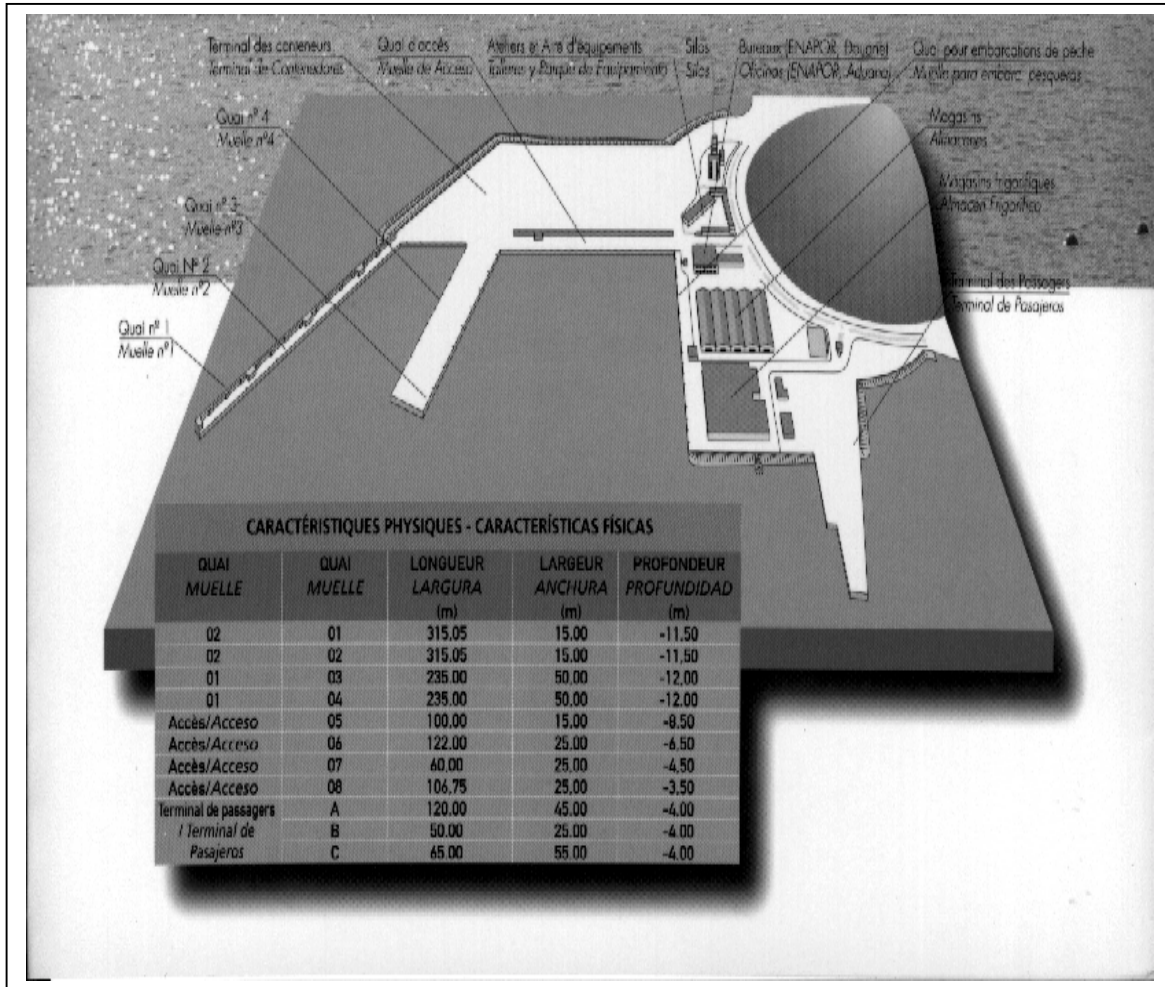 Terminal des conteneurs
Terminal de Contenedores
Quai d'accès
Muelle de Acceso
Ateliers et Aire d'équipements
Talleres y Parque de Equipamiento
Silos
Silos
Bureaux (ENAPOR, Douane)
Oficinas (ENAPOR, Aduana)
Quai pour embarcations de pêche
Muelle para embarc. pesqueras
Quai nº 4
Muelle nº4
Magasins
Almacenes
Quai nº 3
Muelle nº3
Magasins frigorifiques
Almacén Frigorífico
Quai Nº 2
Muelle nº2
Terminal des Passagers
Terminal de Pasajeros
Quai nº 1
Muelle nº1
CARACTÉRISTIQUES PHYSIQUES - CARACTERÍSTICAS FÍSICAS
QUAI QUAI LONGUEUR LARGEUR PROFONDEUR
MUELLE MUELLE LARGURA ANCHURA PROFUNDIDAD
(m) (m) (m)
02 01 315,05 15.00 -11,50
02 02 315,05 15.00 -11,50
01 03 235.00 50,00 -12.00
01 04 235.00 50.00 -12.00
Accès/Acceso 05 100,00 15.00 -8.50
Accès/Acceso 06 122.00 25.00 -6,50
Accès/Acceso 07 60,00 25,00 -4,50
Accès/Acceso 08 106,75 25,00 -3,50
Terminal de passagers A 120.00 45.00 -4.00
/ Terminal de B 50.00 25.00 -4.00
Pasajeros C 65.00 55.00 -4.00